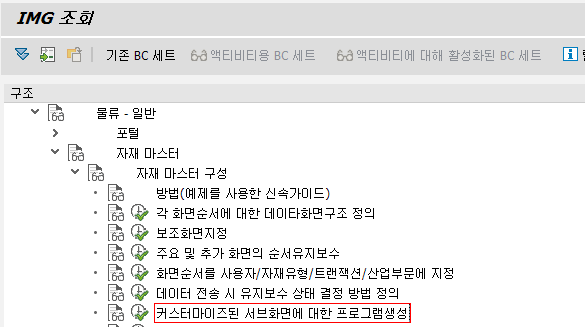 IMG 조회
기존 BC 세트 액티비티용 BC 세트 액티비티에 대해 활성화된 BC 세트
구조
물류 - 일반
포털
자재 마스터
자재 마스터 구성
방법(예제를 사용한 신속가이드)
각 화면순서에 대한 데이타화면구조 정의
보조화면지정
주요 및 추가 화면의 순서유지보수
화면순서를 사용자/자재유형/트랜잭션/산업부문에 지정
데이터 전송 시 유지보수 상태 결정 방법 정의
커스터마이즈된 서브화면에 대한 프로그램생성